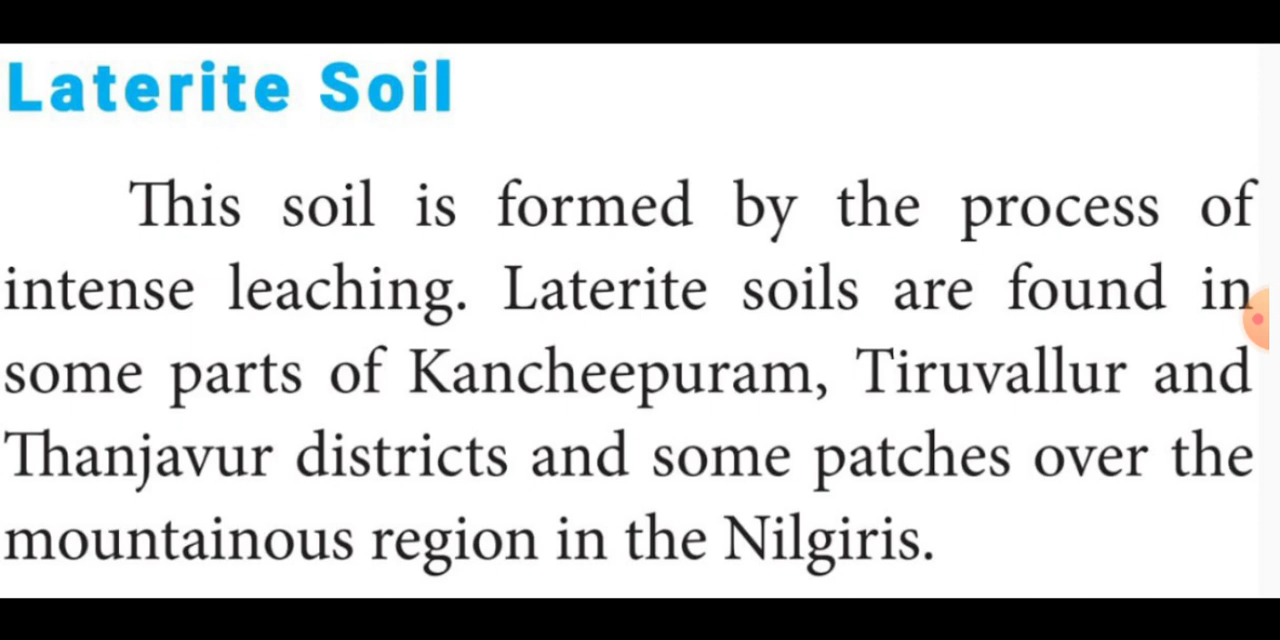 Laterite Soil
This soil is formed by the process of
intense leaching. Laterite soils are found in
some parts of Kancheepuram, Tiruvallur and
Thanjavur districts and some patches over the
mountainous region in the Nilgiris.